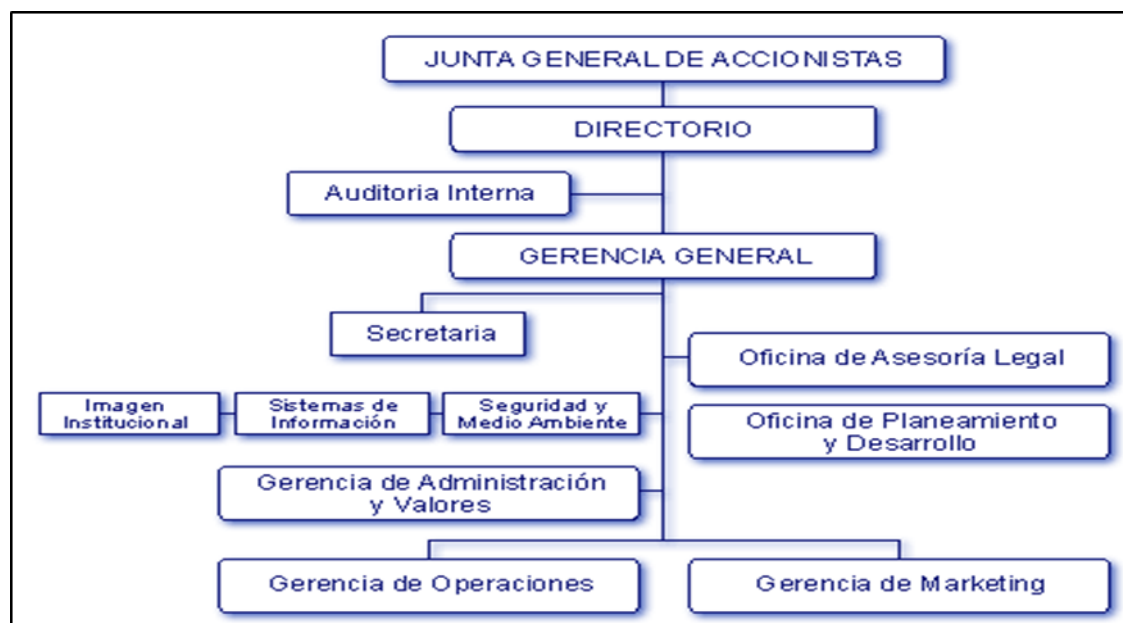 JUNTA GENERAL DE ACCIONISTAS
DIRECTORIO
Auditoria Interna
GERENCIA GENERAL
Secretaria
Oficina de Asesoría Legal
Imagen
Institucional
Sistemas de
Información
Seguridad y
Medio Ambiente
Oficina de Planeamiento
y Desarrollo
Gerencia de Administración
y Valores
Gerencia de Operaciones
Gerencia de Marketing